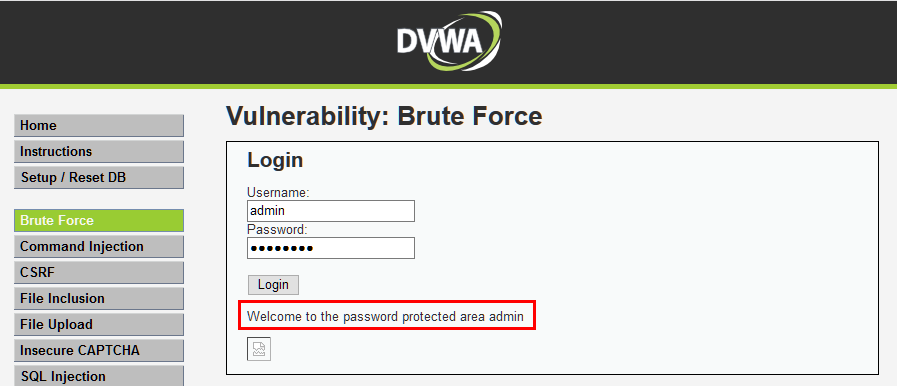 DVWA
Home
Instructions
Setup / Reset DB
Brute Force
Command Injection
CSRF
File Inclusion
File Upload
Insecure CAPTCHA
SQL Injection
Vulnerability: Brute Force
Login
Username:
admin
Password:
●●●●●●●●
Login
Welcome to the password protected area admin